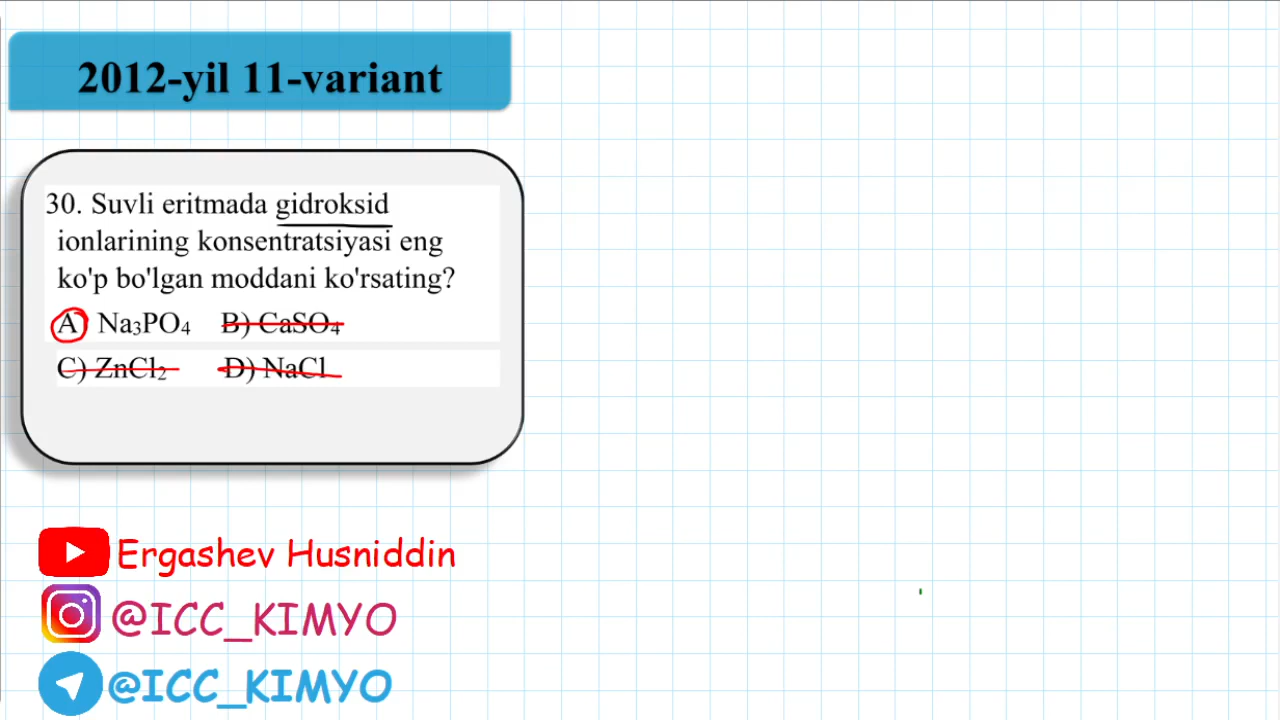 2012-yil 11-variant
30. Suvli eritmada gidroksid
ionlarining konsentratsiyasi eng
ko'p bo'lgan moddani ko'rsating?
A) Na₃PO₄ B) CaSO₄
C) ZnCl₂ D) NaCl
Ergashev Husniddin
@ICC_KIMYO
@ICC_KIMYO